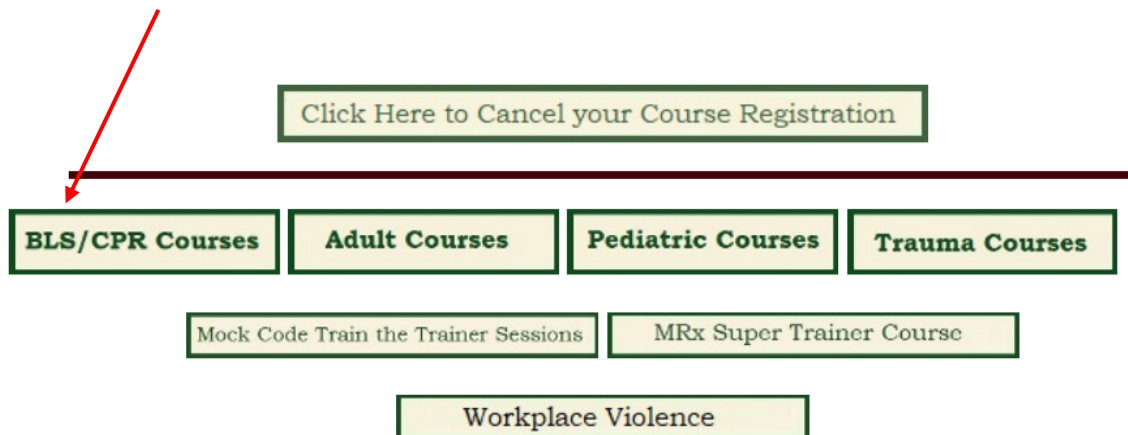 Click Here to Cancel your Course Registration
BLS/CPR Courses
Adult Courses
Pediatric Courses
Trauma Courses
Mock Code Train the Trainer Sessions
MRx Super Trainer Course
Workplace Violence